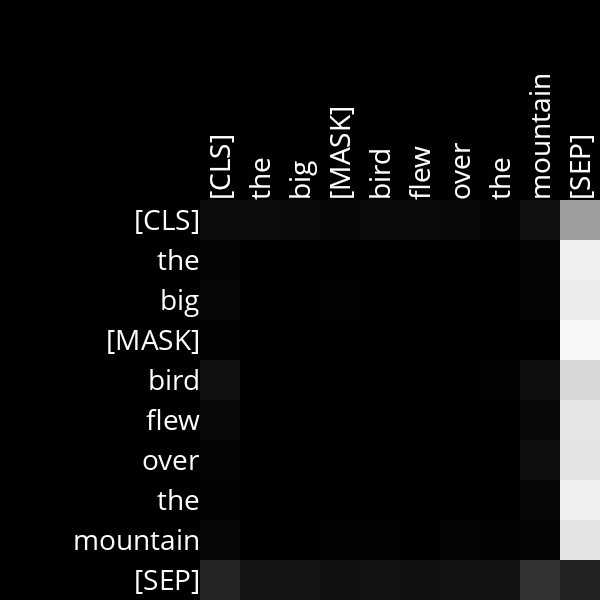 [CLS] the big [MASK] bird flew over the mountain [SEP]
[CLS]
the
big
[MASK]
bird
flew
over
the
mountain
[SEP]